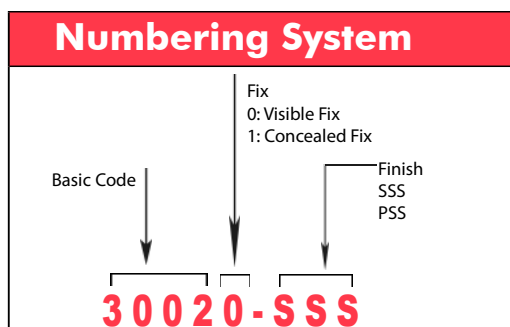 Numbering System
Fix
0: Visible Fix
1: Concealed Fix
Basic Code
Finish
SSS
PSS
30020-SSS